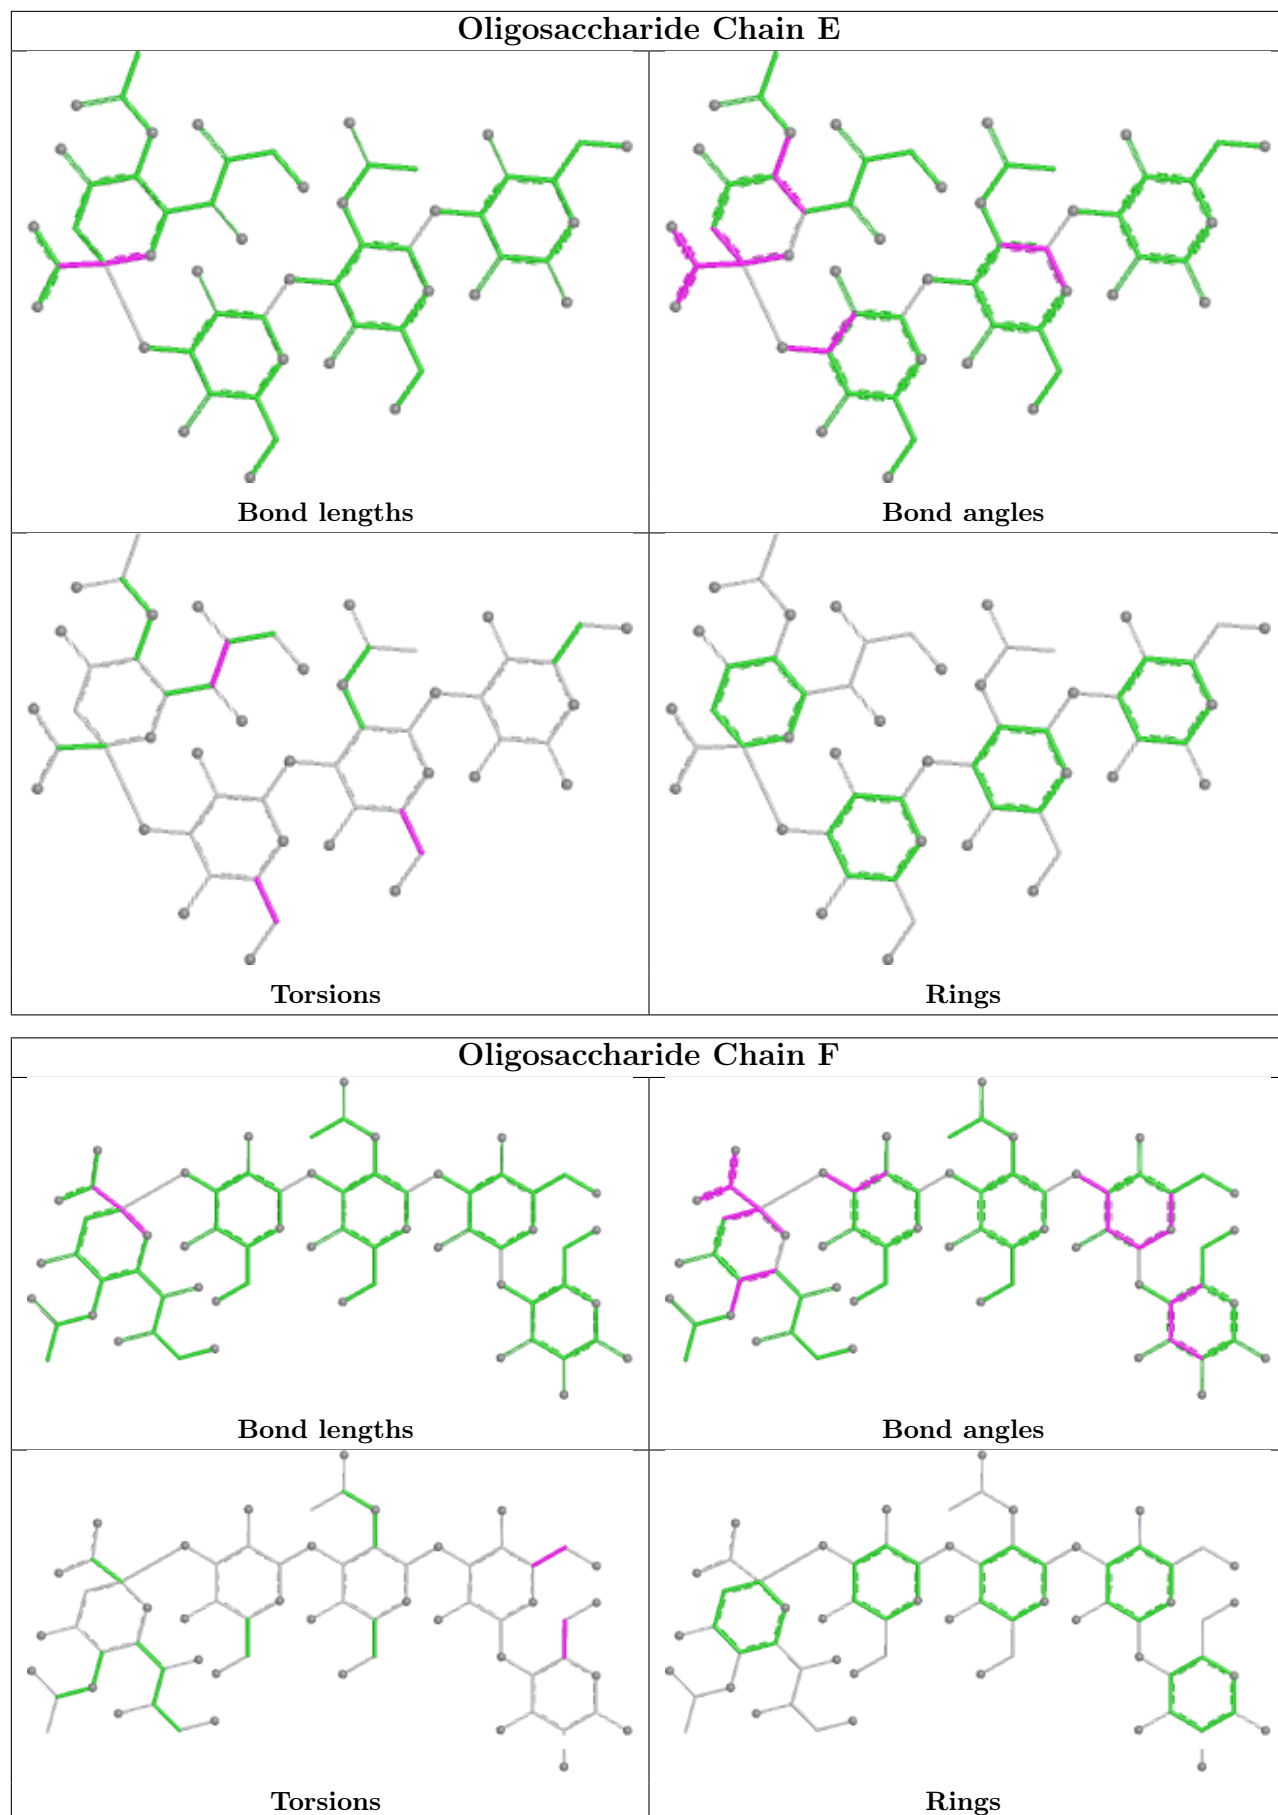 Oligosaccharide Chain E
Bond lengths
Bond angles
Torsions
Rings
Oligosaccharide Chain F
Bond lengths
Bond angles
Torsions
Rings